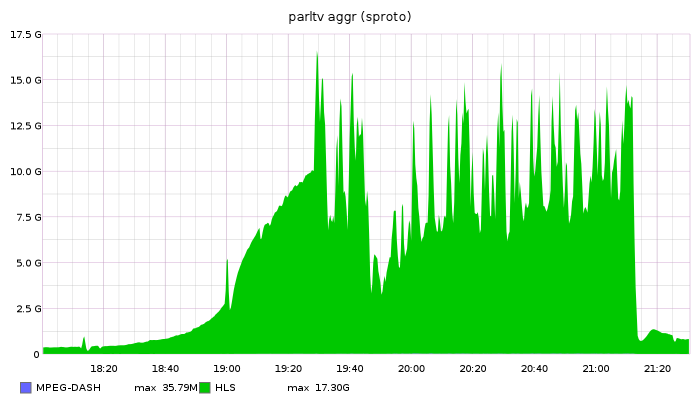 parltv aggr (sproto)
17.5 G
15.0 G
12.5 G
10.0 G
7.5 G
5.0 G
2.5 G
0
18:20 18:40 19:00 19:20 19:40 20:00 20:20 20:40 21:00 21:20
MPEG-DASH max 35.79M HLS max 17.30G